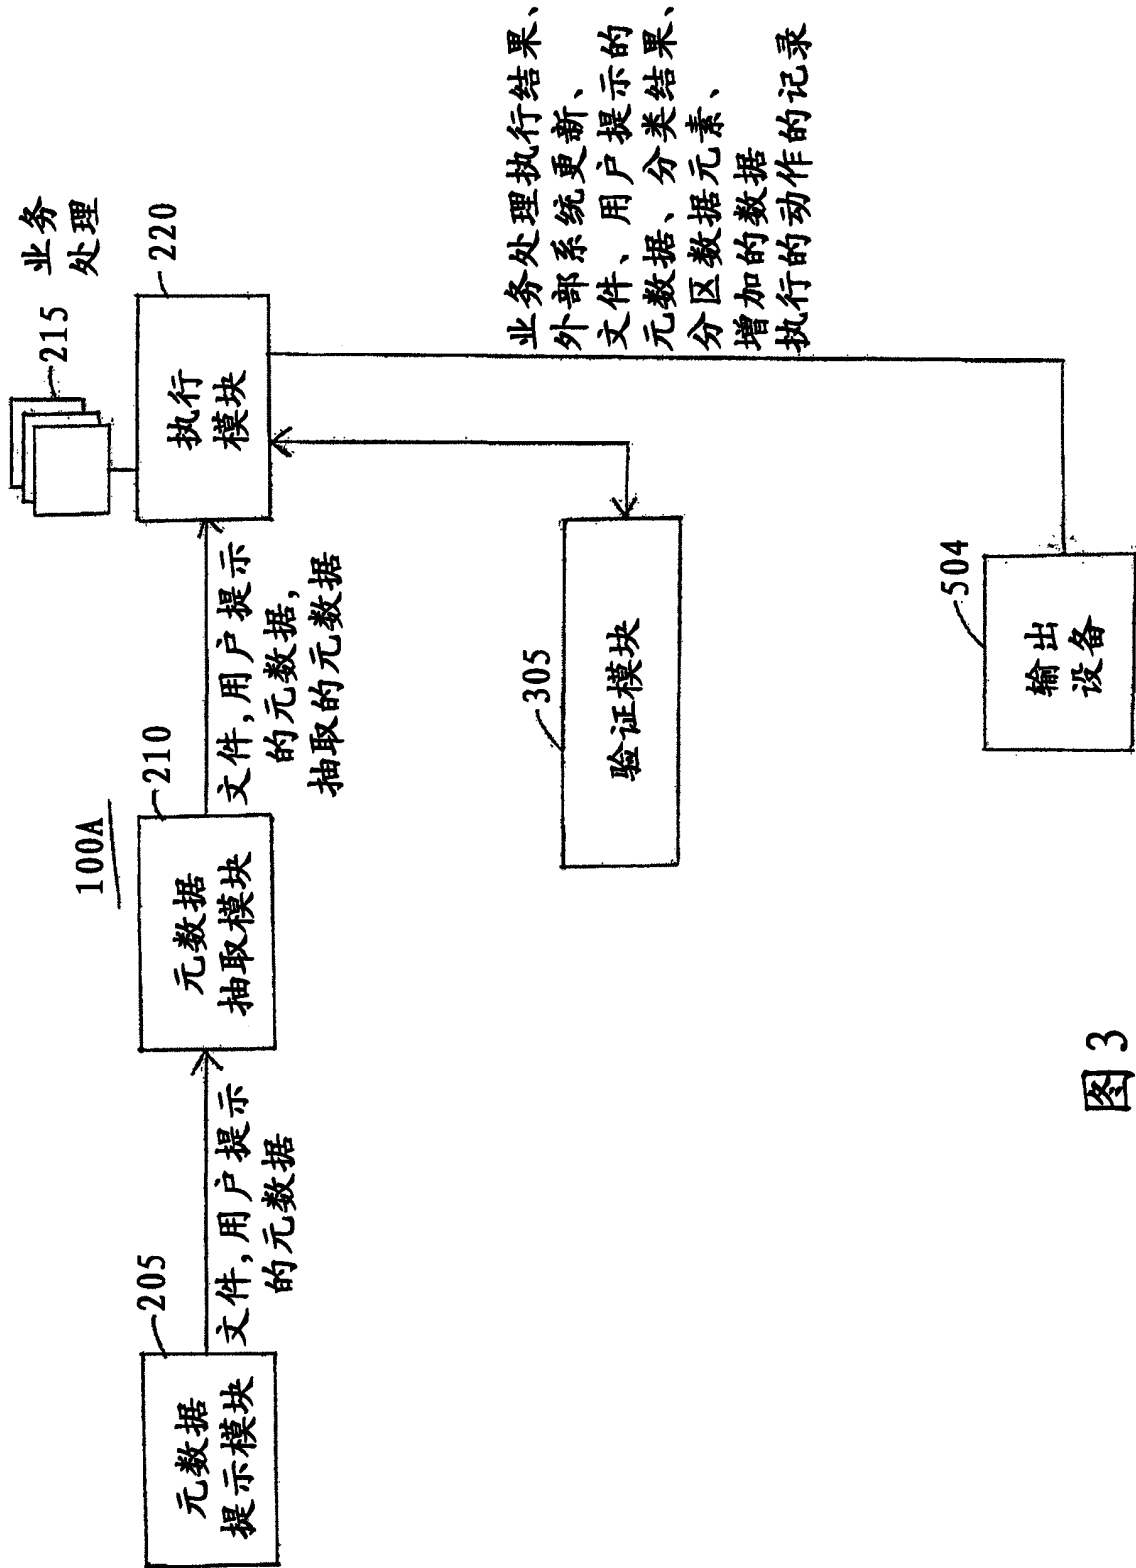 100A
元数据
提示模块
205
文件,用户提示
的元数据
元数据
抽取模块
210
文件,用户提示
的元数据,
抽取的元数据
执行
模块
220
215
业务
处理
业务处理执行结果、
外部系统更新、
文件、用户提示的
元数据、分类结果、
分区数据元素、
增加的数据
执行的动作的记录
验证模块
305
输出
设备
504
图 3